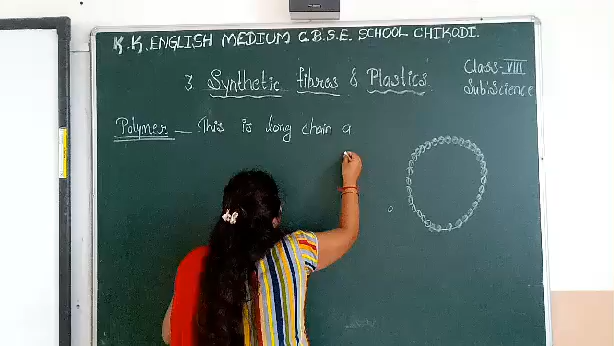 K.K. ENGLISH MEDIUM C.B.S.E. SCHOOL CHIKODI.
Class-VIII
3. Synthetic fibres & Plastics
Sub:Science
Polymer — This is long chain a